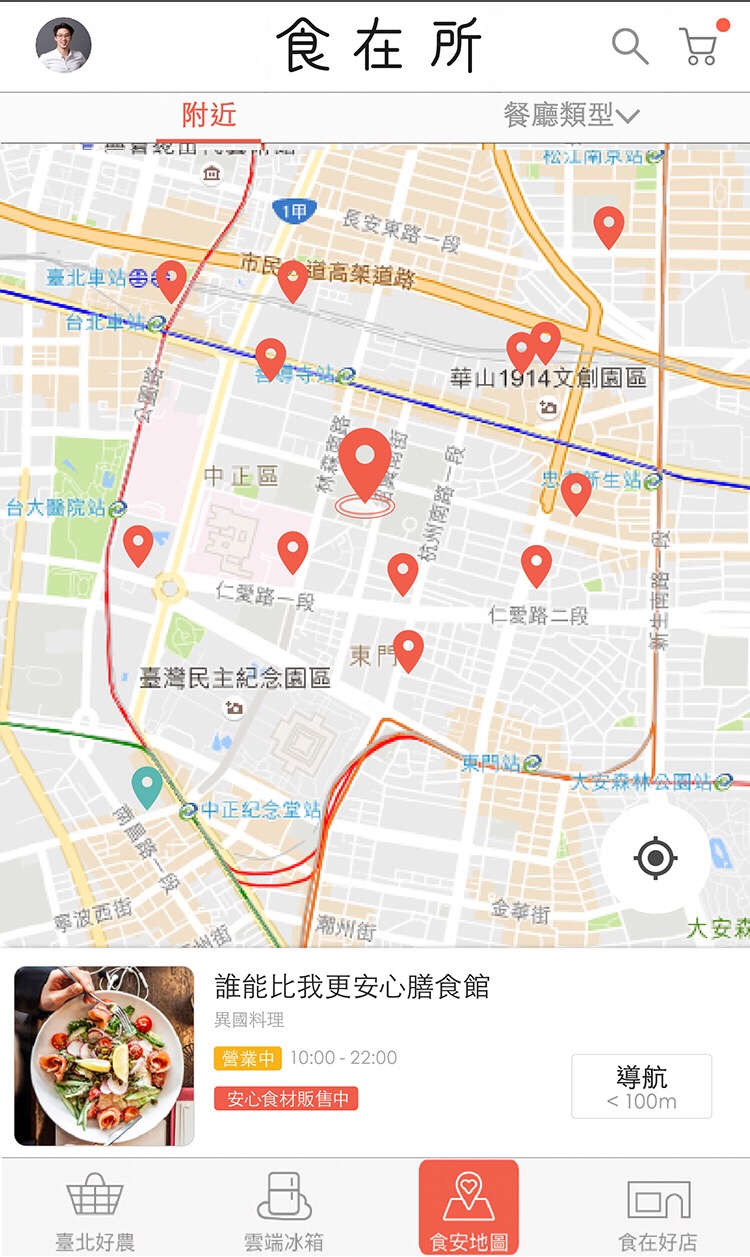 食在所
附近
餐廳類型
松江南京站
1甲
長安東路一段
臺北車站
台北車站
公園路
善導寺站
華山1914文創園區
林森南路
杭州南路一段
中正區
忠孝新生站
台大醫院站
仁愛路一段
仁愛路二段
新生南路一段
東門
臺灣民主紀念園區
東門站
大安森林公園站
中正紀念堂站
南昌路一段
寧波西街
潮州街
金華街
大安森
誰能比我更安心膳食館
異國料理
營業中 10:00 - 22:00
安心食材販售中
導航
< 100m
臺北好農
雲端冰箱
食安地圖
食在好店